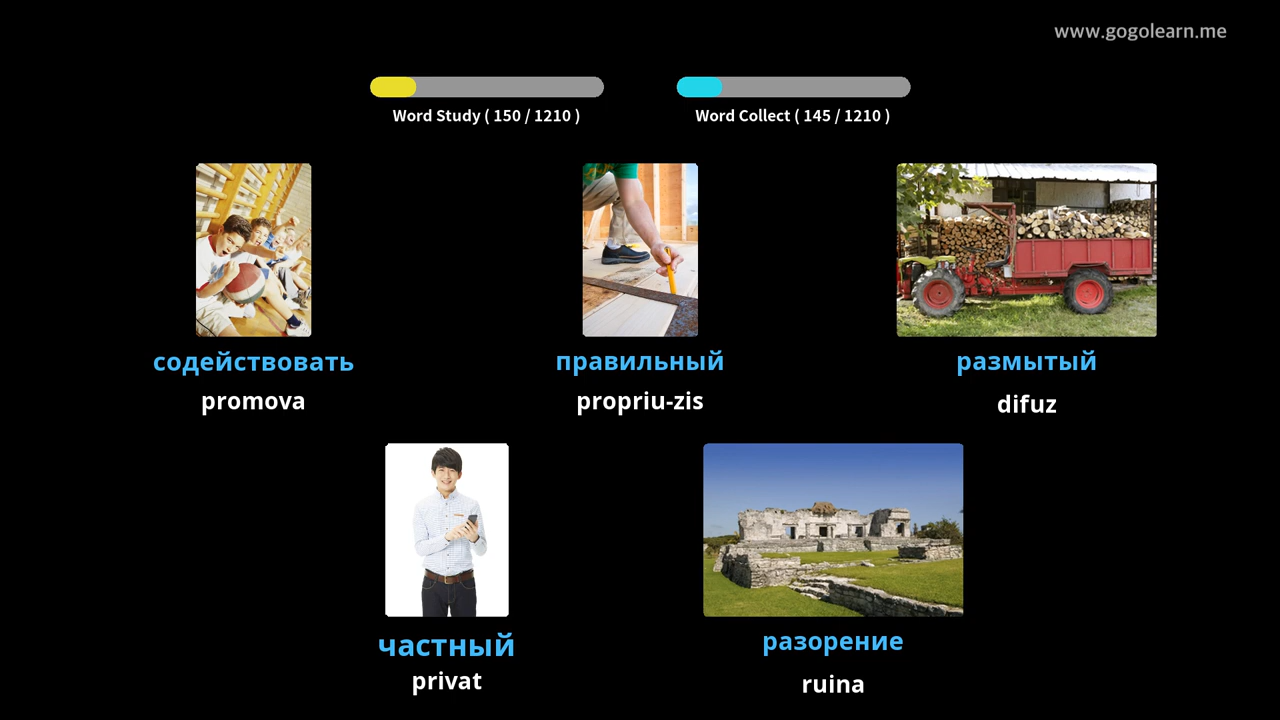 www.gogolearn.me
Word Study ( 150 / 1210 )
Word Collect ( 145 / 1210 )
содействовать
promova
правильный
propriu-zis
размытый
difuz
частный
privat
разорение
ruina